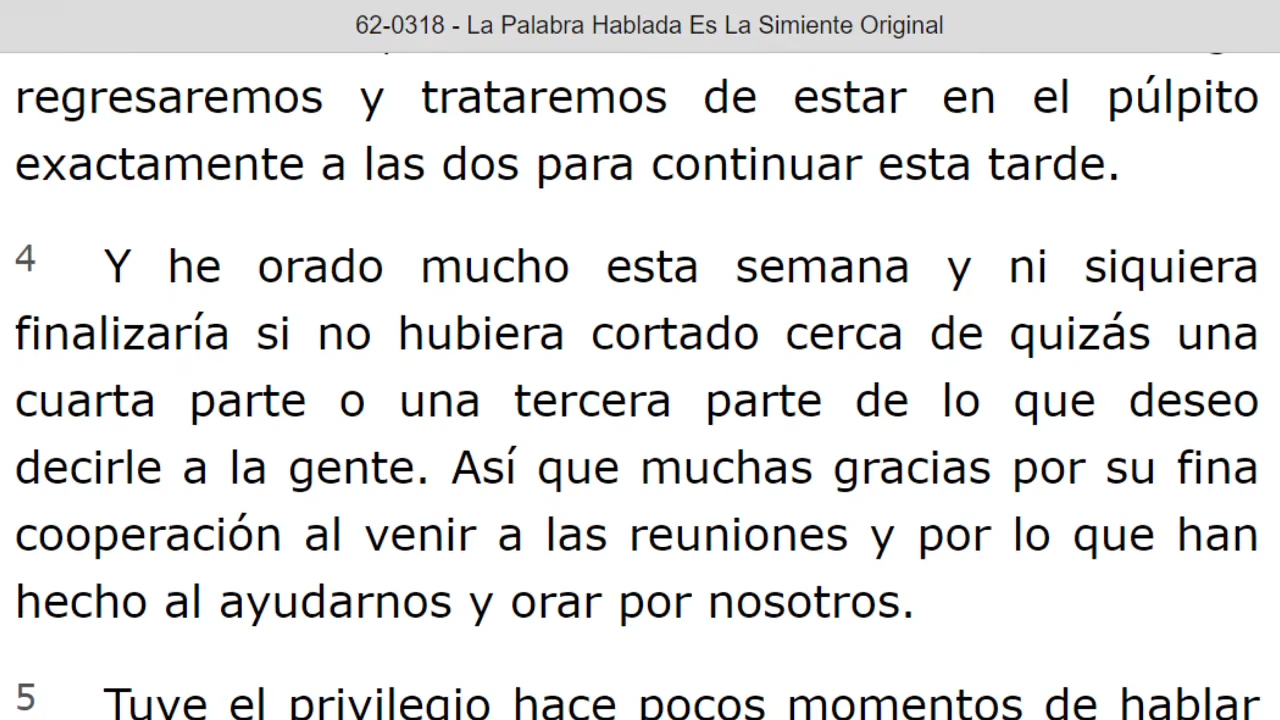 62-0318 - La Palabra Hablada Es La Simiente Original
regresaremos y trataremos de estar en el púlpito
exactamente a las dos para continuar esta tarde.
4 Y he orado mucho esta semana y ni siquiera
finalizaría si no hubiera cortado cerca de quizás una
cuarta parte o una tercera parte de lo que deseo
decirle a la gente. Así que muchas gracias por su fina
cooperación al venir a las reuniones y por lo que han
hecho al ayudarnos y orar por nosotros.
5 Tuve el privilegio hace pocos momentos de hablar